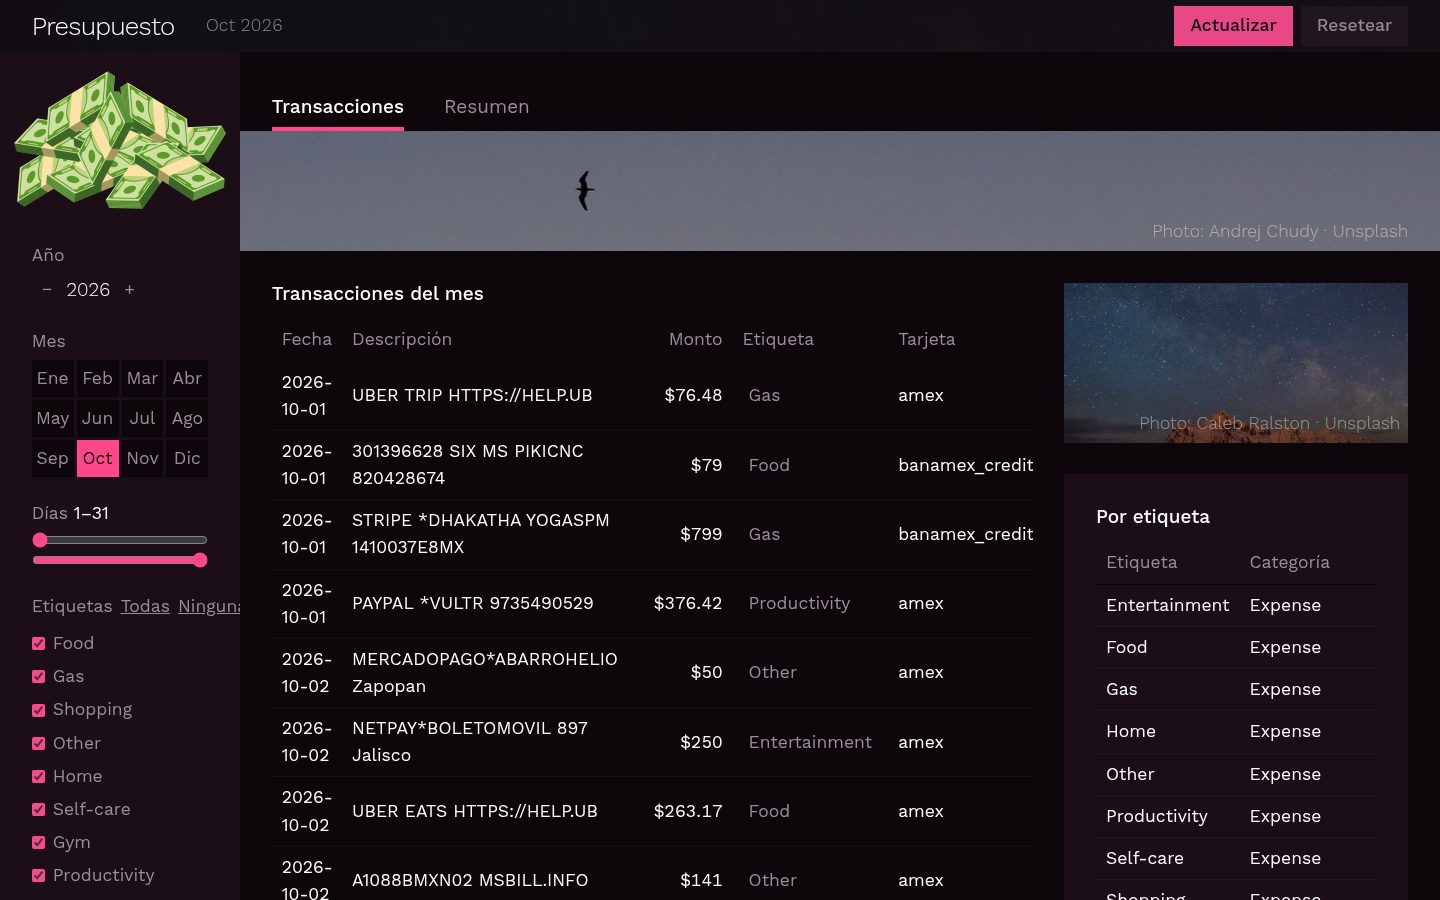 Presupuesto
Oct 2026
Actualizar
Resetear
Año
− 2026 +
Mes
Ene Feb Mar Abr
May Jun Jul Ago
Sep Oct Nov Dic
Días 1–31
Etiquetas Todas Ninguna
Food
Gas
Shopping
Other
Home
Self-care
Gym
Productivity
Transacciones
Resumen
Photo: Andrej Chudy · Unsplash
Transacciones del mes
Fecha Descripción Monto Etiqueta Tarjeta
2026-10-01 UBER TRIP HTTPS://HELP.UB $76.48 Gas amex
2026-10-01 301396628 SIX MS PIKICNC 820428674 $79 Food banamex_credit
2026-10-01 STRIPE *DHAKATHA YOGASPM 1410037E8MX $799 Gas banamex_credit
2026-10-01 PAYPAL *VULTR 9735490529 $376.42 Productivity amex
2026-10-02 MERCADOPAGO*ABARROHELIO Zapopan $50 Other amex
2026-10-02 NETPAY*BOLETOMOVIL 897 Jalisco $250 Entertainment amex
2026-10-02 UBER EATS HTTPS://HELP.UB $263.17 Food amex
2026-10-02 A1088BMXN02 MSBILL.INFO $141 Other amex
Photo: Caleb Ralston · Unsplash
Por etiqueta
Etiqueta Categoría
Entertainment Expense
Food Expense
Gas Expense
Home Expense
Other Expense
Productivity Expense
Self-care Expense
Shopping Expense